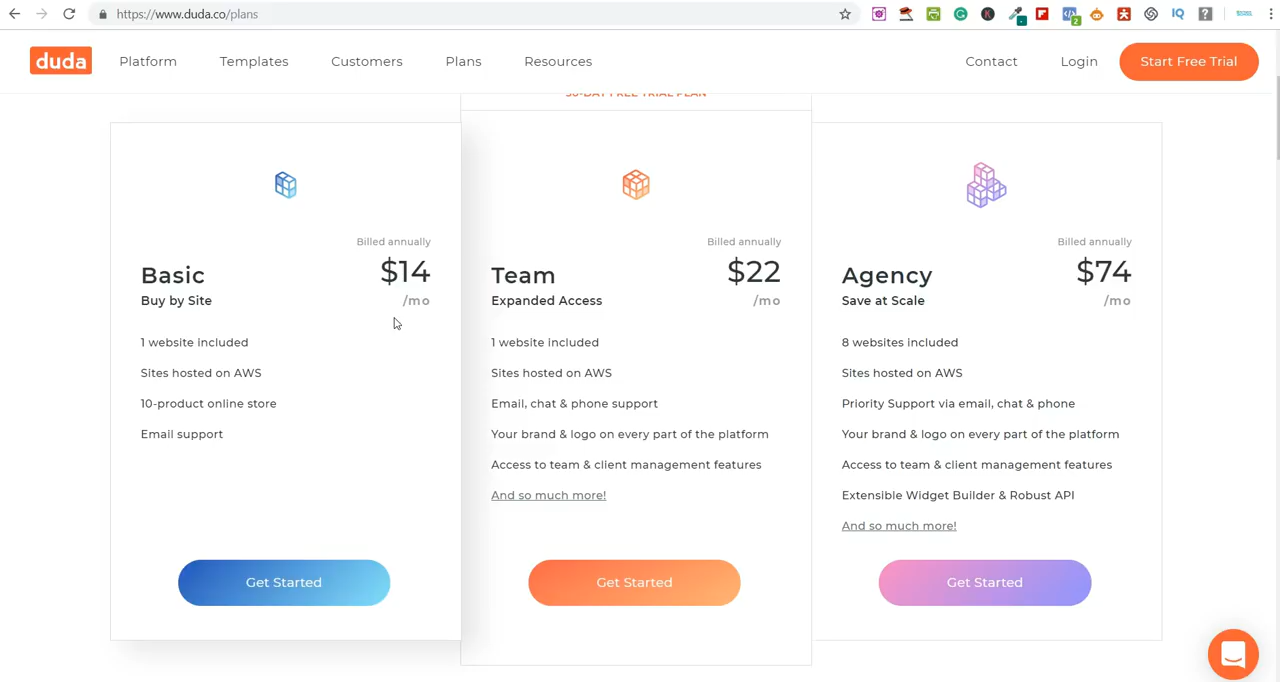 https://www.duda.co/plans
duda
Platform
Templates
Customers
Plans
Resources
Contact
Login
Start Free Trial
30-DAY FREE TRIAL PLAN
Billed annually
Basic
$14
Buy by Site
/mo
1 website included
Sites hosted on AWS
10-product online store
Email support
Get Started
Billed annually
Team
$22
Expanded Access
/mo
1 website included
Sites hosted on AWS
Email, chat & phone support
Your brand & logo on every part of the platform
Access to team & client management features
And so much more!
Get Started
Billed annually
Agency
$74
Save at Scale
/mo
8 websites included
Sites hosted on AWS
Priority Support via email, chat & phone
Your brand & logo on every part of the platform
Access to team & client management features
Extensible Widget Builder & Robust API
And so much more!
Get Started